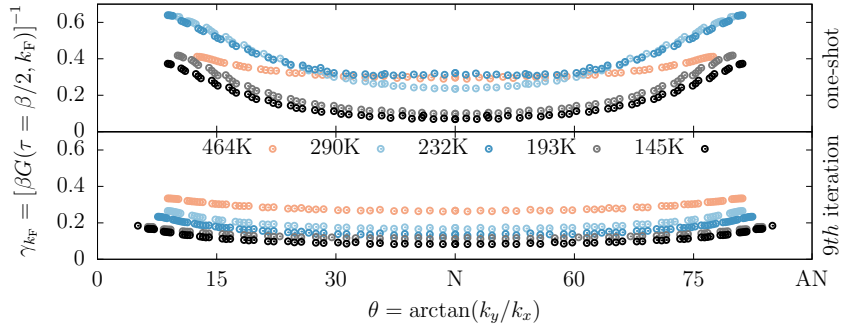 γ_{k_F} = [βG(τ = β/2, k_F)]^{-1}
0.6
0.4
0.2
0
one-shot
464K 290K 232K 193K 145K
0.6
0.4
0.2
0
9th iteration
0 15 30 N 60 75 AN
θ = arctan(k_y/k_x)